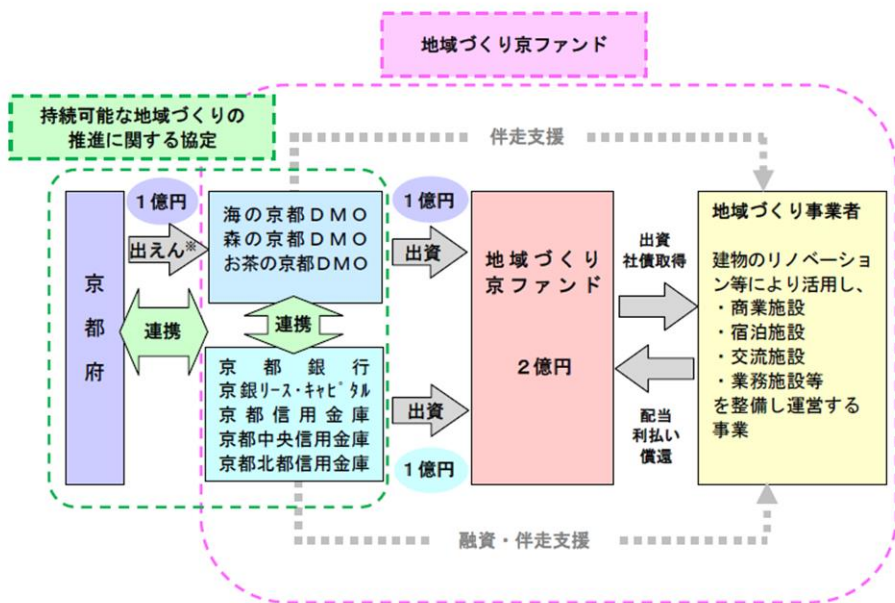 地域づくり京ファンド
持続可能な地域づくりの
推進に関する協定
伴走支援
京都府
1億円
出えん※
連携
海の京都DMO
森の京都DMO
お茶の京都DMO
連携
京都銀行
京銀リース・キャピタル
京都信用金庫
京都中央信用金庫
京都北都信用金庫
1億円
出資
出資
1億円
地域づくり
京ファンド
2億円
出資
社債取得
配当
利払い
償還
地域づくり事業者
建物のリノベーショ
ン等により活用し、
・商業施設
・宿泊施設
・交流施設
・業務施設等
を整備し運営する
事業
融資・伴走支援